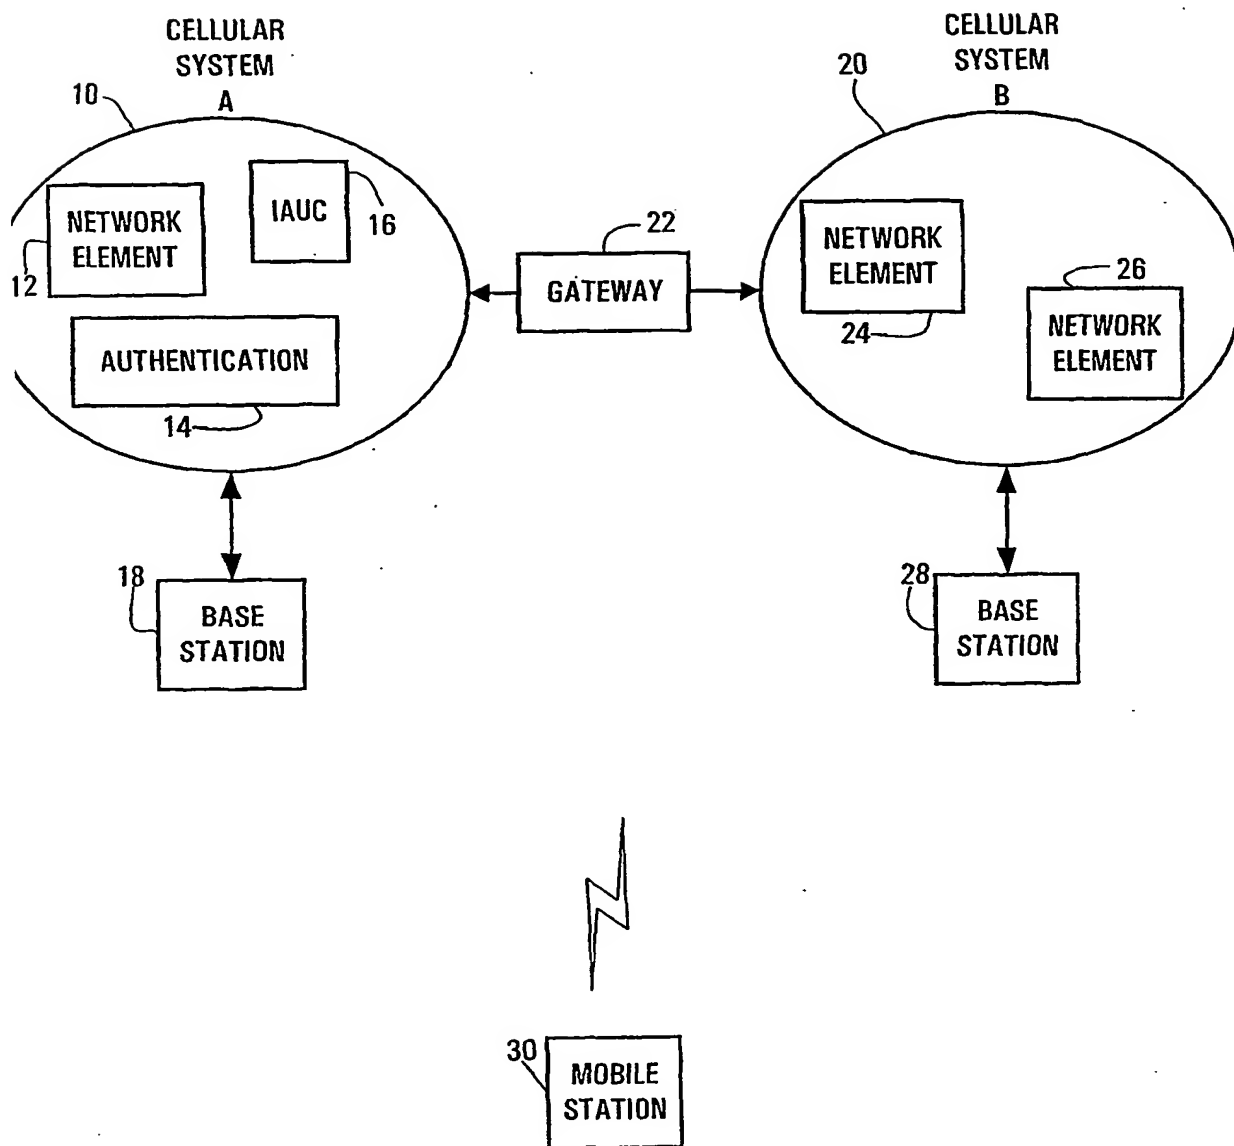 CELLULAR
SYSTEM
A
10
NETWORK
ELEMENT
12
IAUC
16
AUTHENTICATION
14
18
BASE
STATION
22
GATEWAY
CELLULAR
SYSTEM
B
20
NETWORK
ELEMENT
24
26
NETWORK
ELEMENT
28
BASE
STATION
30
MOBILE
STATION